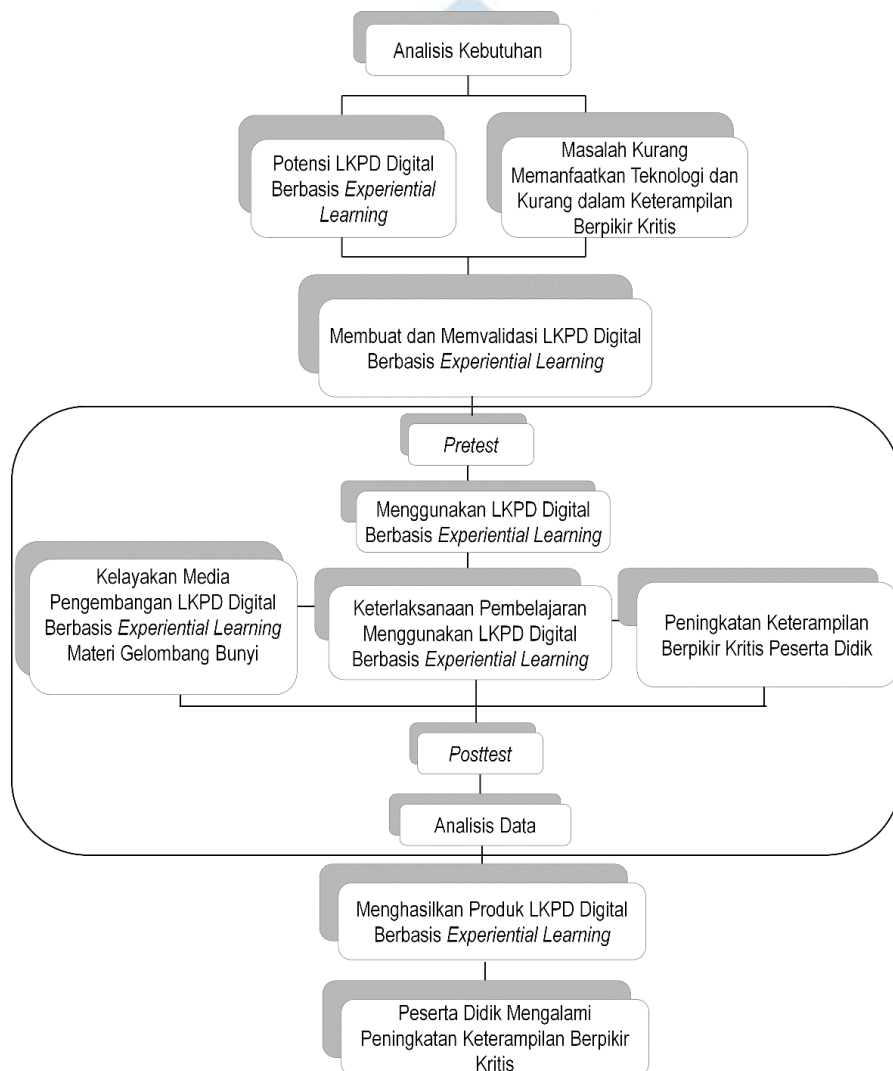 Analisis Kebutuhan
Potensi LKPD Digital
Berbasis Experiential
Learning
Masalah Kurang
Memanfaatkan Teknologi dan
Kurang dalam Keterampilan
Berpikir Kritis
Membuat dan Memvalidasi LKPD Digital
Berbasis Experiential Learning
Pretest
Menggunakan LKPD Digital
Berbasis Experiential Learning
Kelayakan Media
Pengembangan LKPD Digital
Berbasis Experiential Learning
Materi Gelombang Bunyi
Keterlaksanaan Pembelajaran
Menggunakan LKPD Digital
Berbasis Experiential Learning
Peningkatan Keterampilan
Berpikir Kritis Peserta Didik
Posttest
Analisis Data
Menghasilkan Produk LKPD Digital
Berbasis Experiential Learning
Peserta Didik Mengalami
Peningkatan Keterampilan Berpikir
Kritis